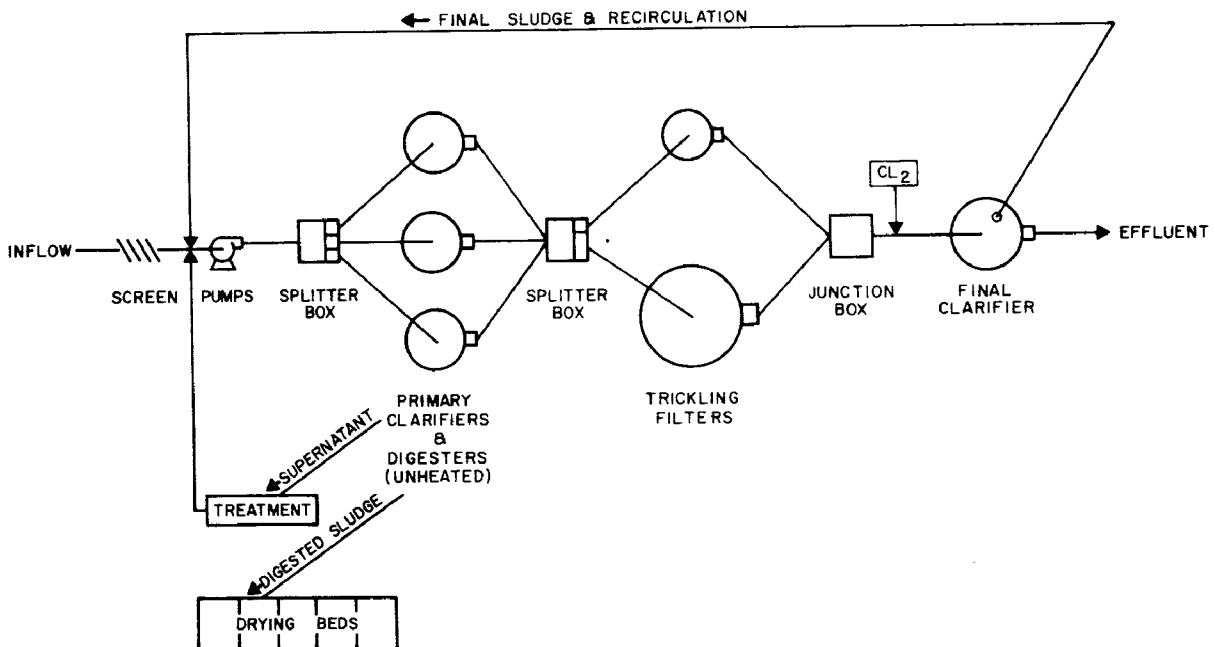 FINAL SLUDGE & RECIRCULATION
CL2
INFLOW
EFFLUENT
SCREEN
PUMPS
SPLITTER
BOX
SPLITTER
BOX
JUNCTION
BOX
FINAL
CLARIFIER
PRIMARY
CLARIFIERS
&
DIGESTERS
(UNHEATED)
TRICKLING
FILTERS
SUPERNATANT
TREATMENT
DIGESTED SLUDGE
DRYING BEDS